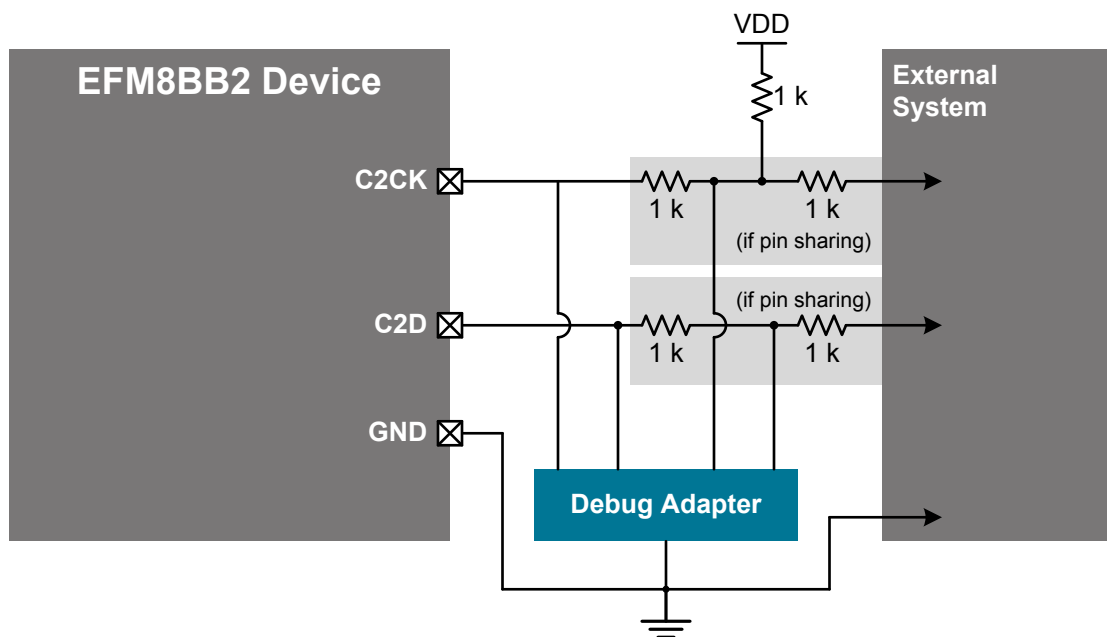 VDD
EFM8BB2 Device
External
System
1 k
C2CK
1 k
1 k
(if pin sharing)
(if pin sharing)
C2D
1 k
1 k
GND
Debug Adapter